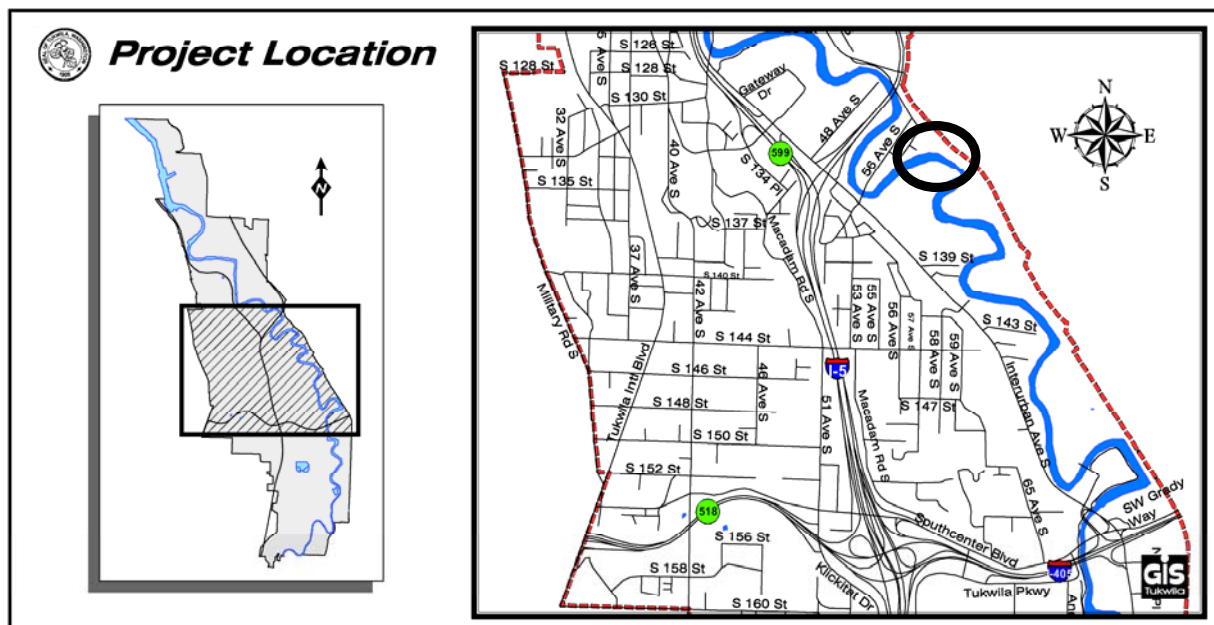 SEAL OF TUKWILA, WASHINGTON
1908
Project Location
N
N
W
E
S
S 126 St
S 128 St
S 128 St
S 130 St
Gateway
Dr
48 Ave S
56 Ave S
32 Ave S
40 Ave S
599
S 134 Pl
S 135 St
S 137 St
Macadam Rd S
S 139 St
37 Ave S
S 140 St
42 Ave S
Military Rd S
53 Ave S
55 Ave S
56 Ave S
57 Ave S
58 Ave S
59 Ave S
S 143 St
S 144 St
Tukwila Intl Blvd
S 146 St
46 Ave S
I-5
Interurban Ave S
S 147 St
S 148 St
51 Ave S
Macadam Rd S
S 150 St
S 152 St
65 Ave S
SW Grady
Way
518
Southcenter Blvd
S 156 St
S 158 St
Klickitat Dr
I-405
Tukwila Pkwy
S 160 St
GIS
Tukwila